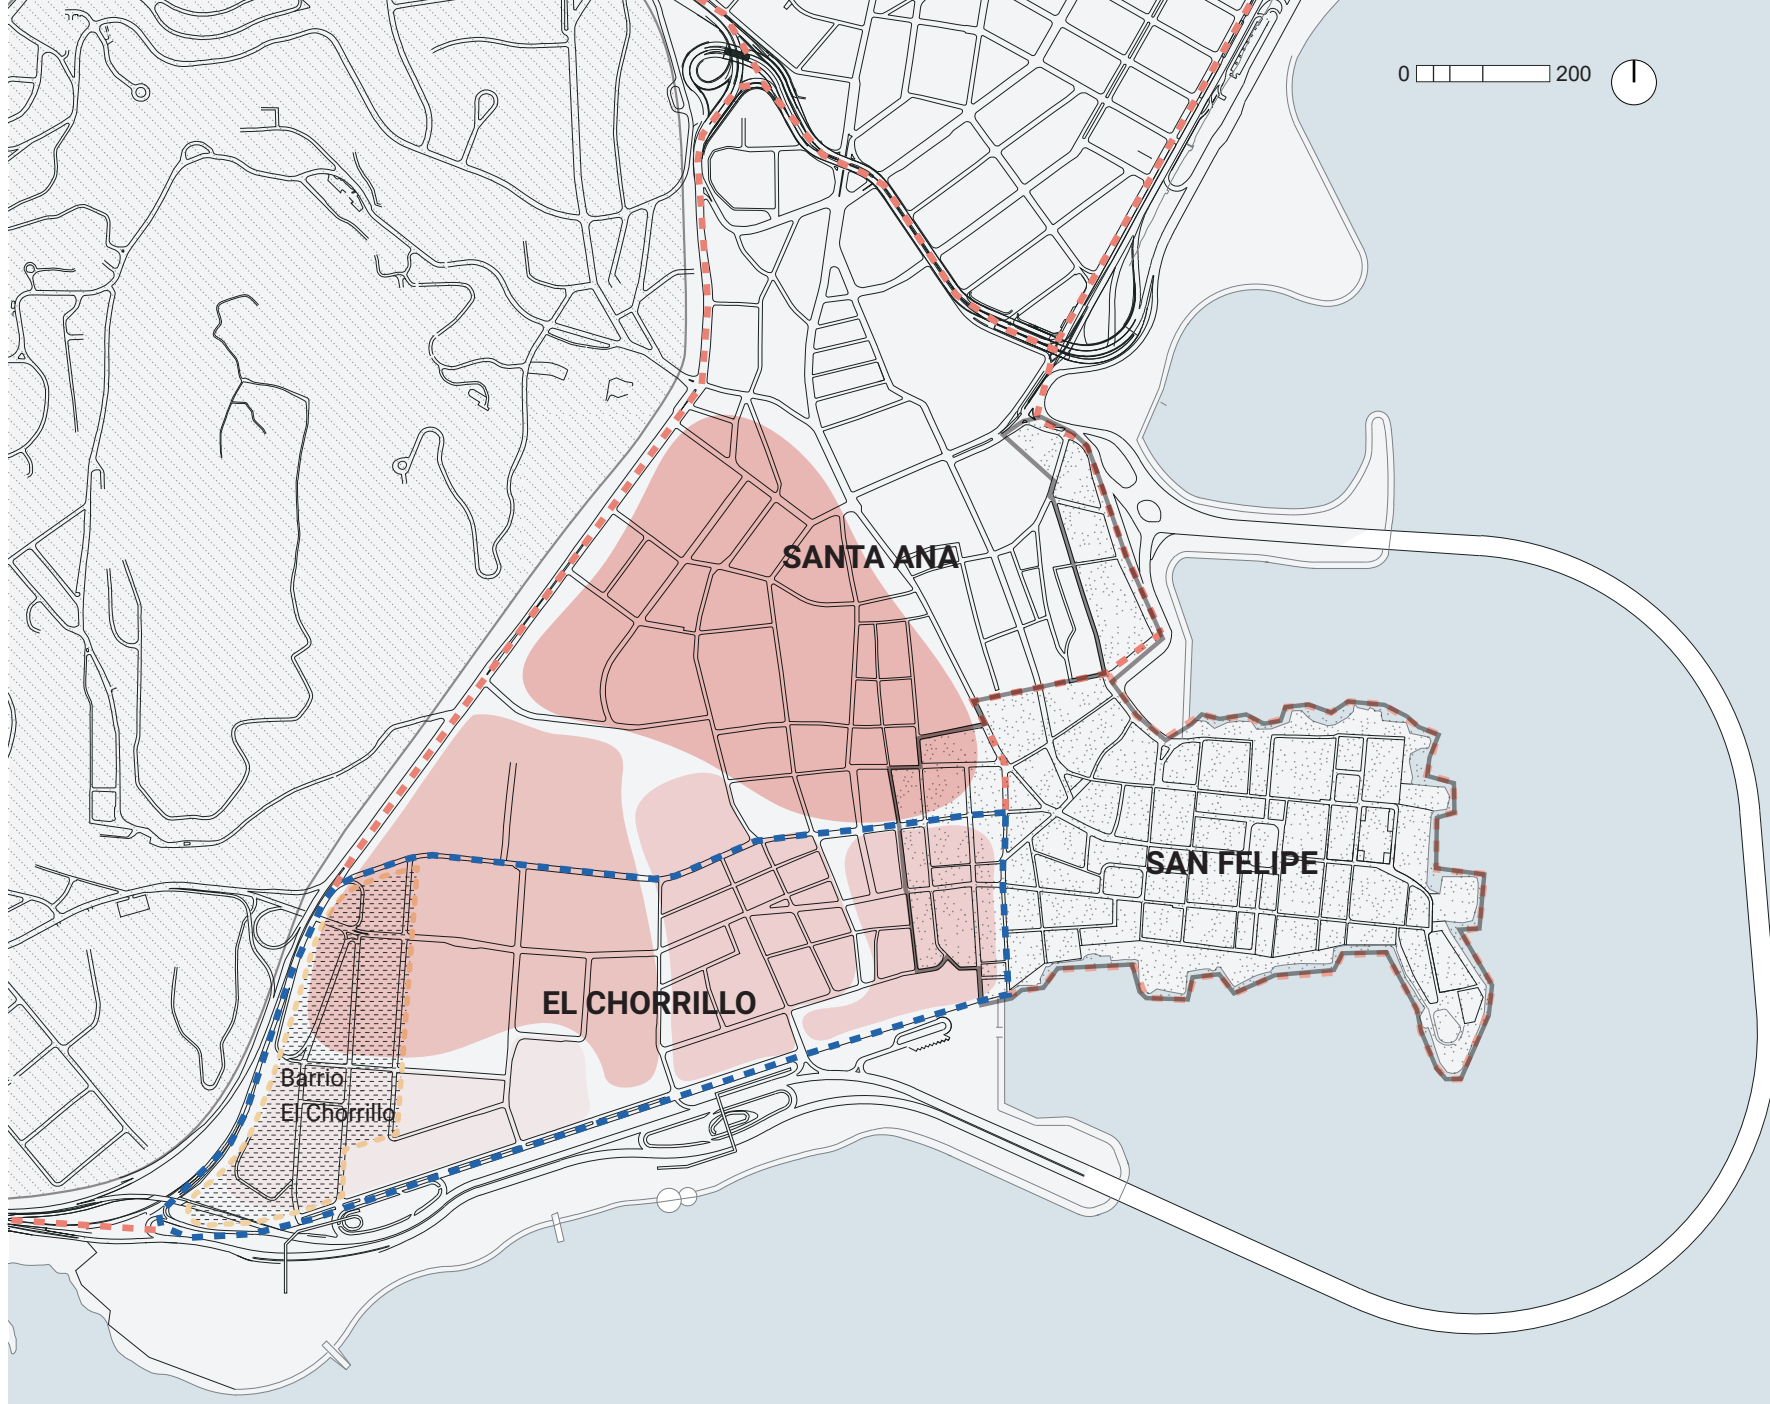 0 200
SANTA ANA
SAN FELIPE
EL CHORRILLO
Barrio
El Chorrillo